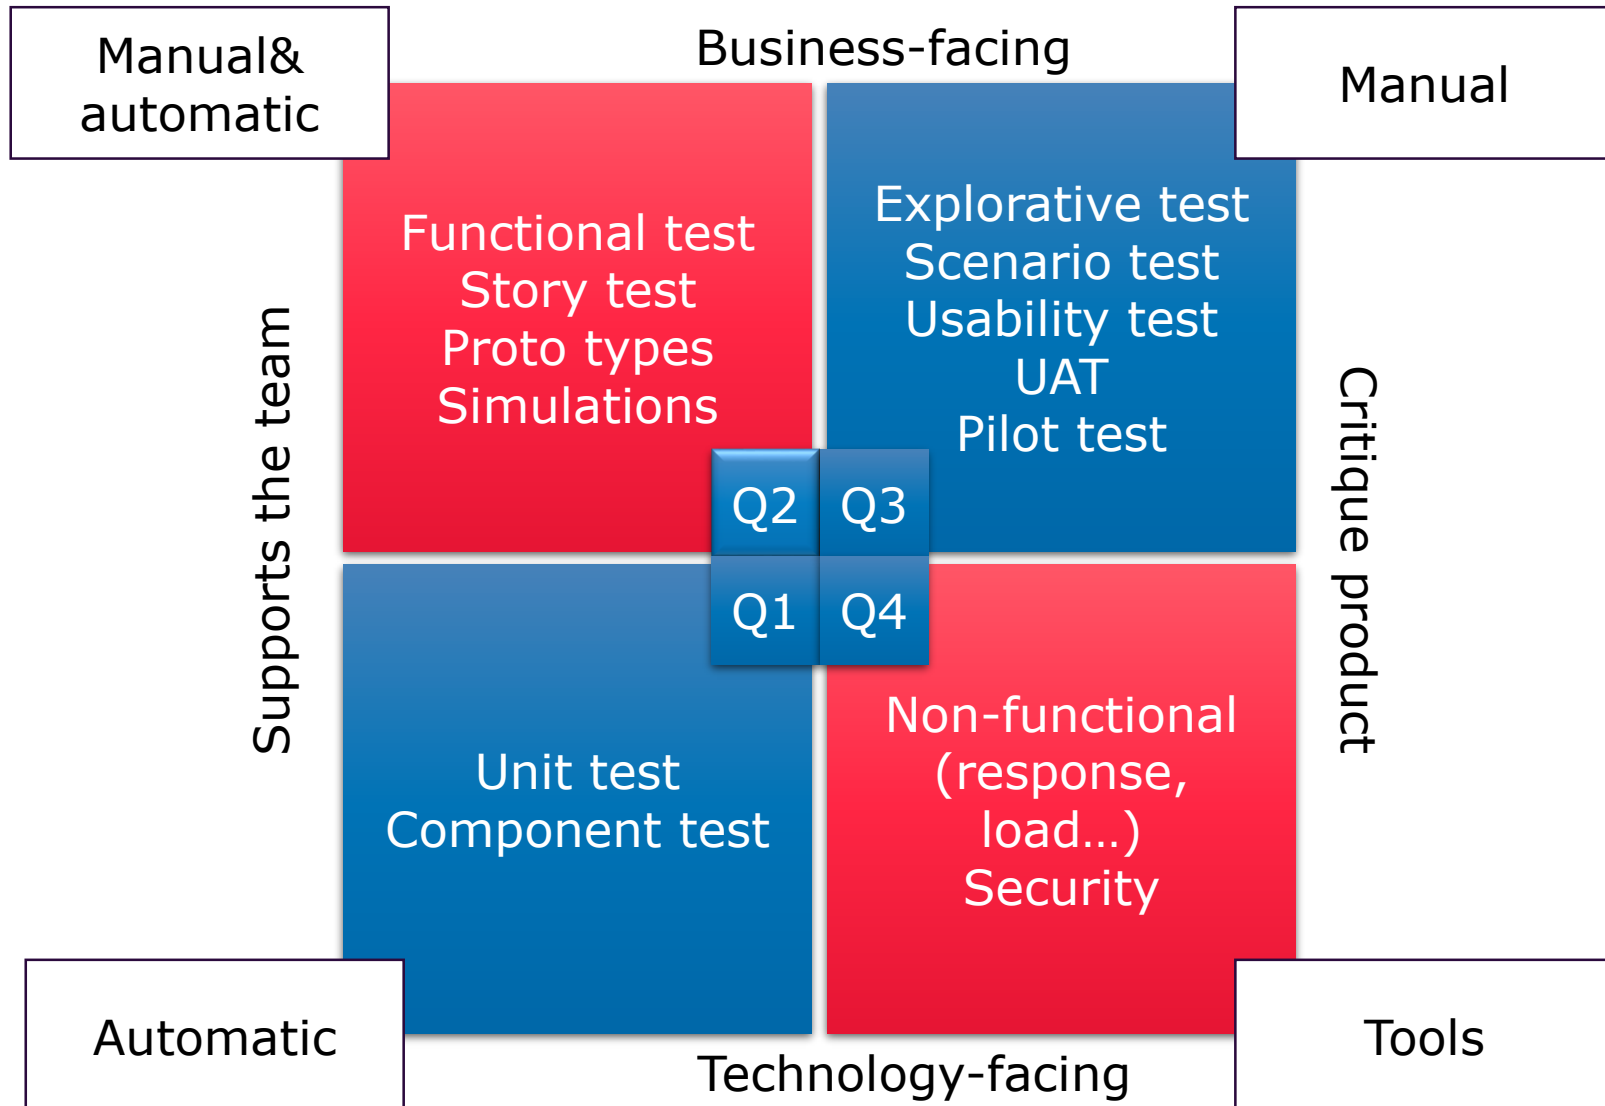 Manual&
automatic
Business-facing
Manual
Functional test
Story test
Proto types
Simulations
Explorative test
Scenario test
Usability test
UAT
Pilot test
Supports the team
Critique product
Q2
Q3
Q1
Q4
Unit test
Component test
Non-functional
(response,
load…)
Security
Automatic
Technology-facing
Tools